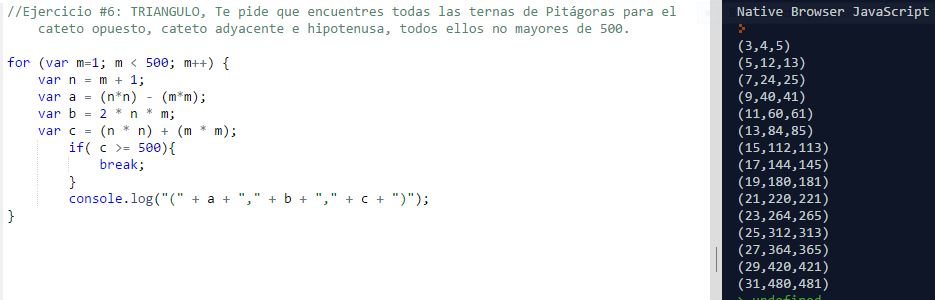 //Ejercicio #6: TRIANGULO, Te pide que encuentres todas las ternas de Pitágoras para el
cateto opuesto, cateto adyacente e hipotenusa, todos ellos no mayores de 500.
for (var m=1; m < 500; m++) {
var n = m + 1;
var a = (n*n) - (m*m);
var b = 2 * n * m;
var c = (n * n) + (m * m);
if( c >= 500){
break;
}
console.log("(" + a + "," + b + "," + c + ")");
}
Native Browser JavaScript
(3,4,5)
(5,12,13)
(7,24,25)
(9,40,41)
(11,60,61)
(13,84,85)
(15,112,113)
(17,144,145)
(19,180,181)
(21,220,221)
(23,264,265)
(25,312,313)
(27,364,365)
(29,420,421)
(31,480,481)
undefined